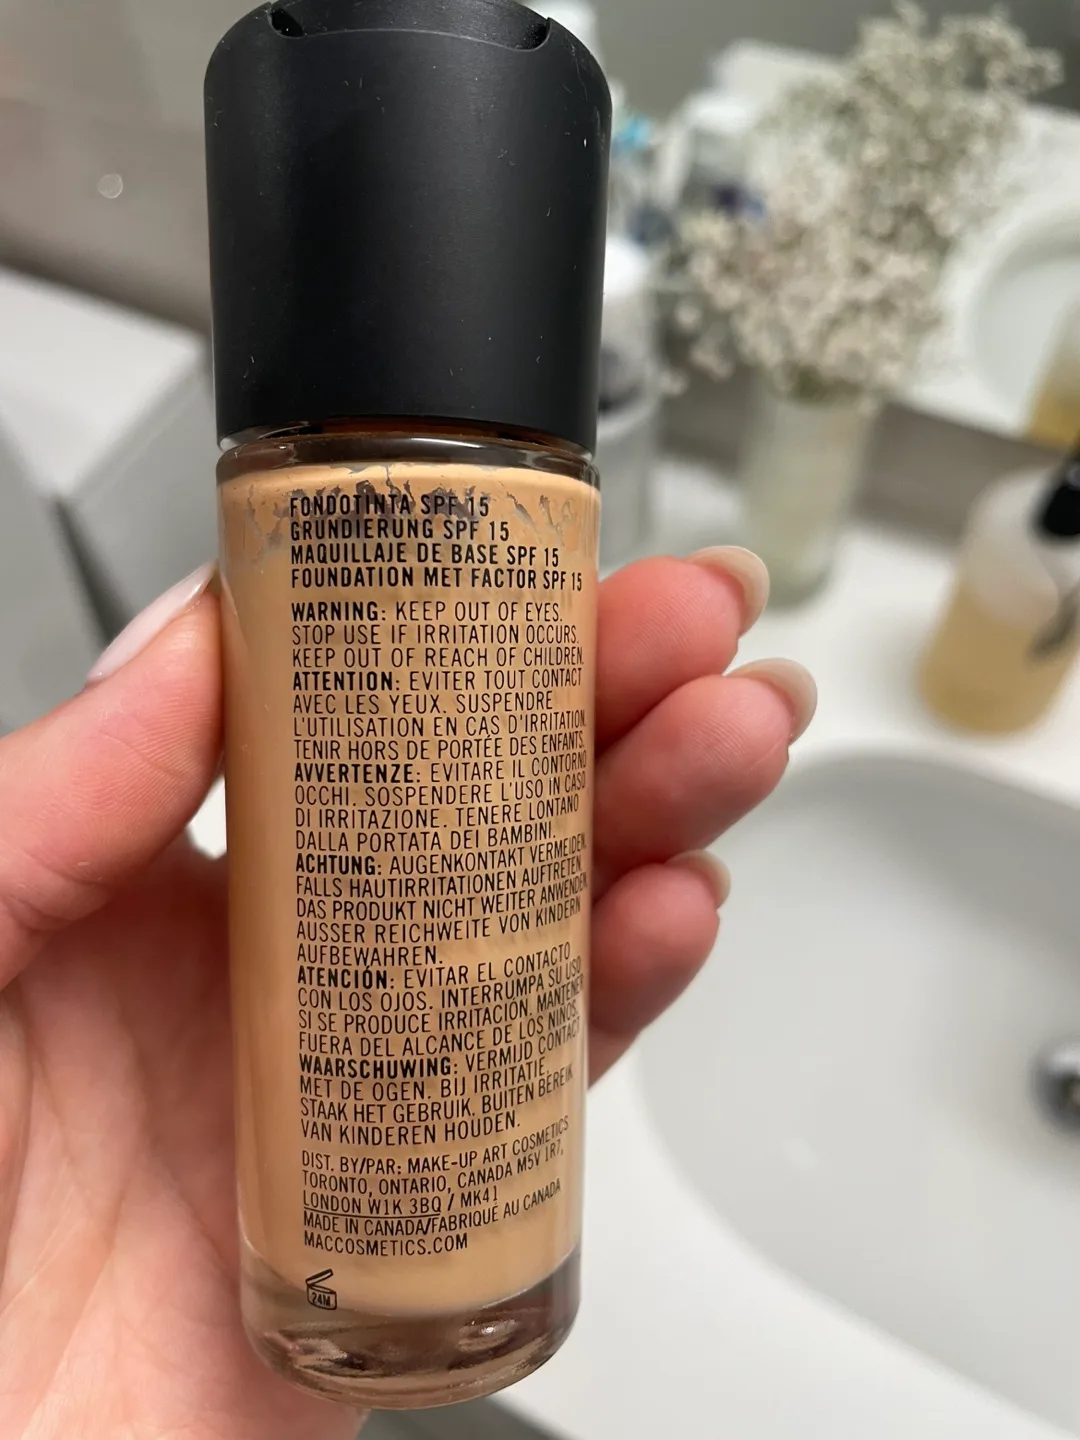 FONDOTINTA SPF 15
GRUNDIERUNG SPF 15
MAQUILLAJE DE BASE SPF 15
FOUNDATION MET FACTOR SPF 15
WARNING: KEEP OUT OF EYES.
STOP USE IF IRRITATION OCCURS.
KEEP OUT OF REACH OF CHILDREN.
ATTENTION: EVITER TOUT CONTACT
AVEC LES YEUX. SUSPENDRE
L'UTILISATION EN CAS D'IRRITATION.
TENIR HORS DE PORTÉE DES ENFANTS.
AVVERTENZE: EVITARE IL CONTORNO
OCCHI. SOSPENDERE L'USO IN CASO
DI IRRITAZIONE. TENERE LONTANO
DALLA PORTATA DEI BAMBINI.
ACHTUNG: AUGENKONTAKT VERMEIDEN.
FALLS HAUTIRRITATIONEN AUFTRETEN
DAS PRODUKT NICHT WEITER ANWENDEN.
AUSSER REICHWEITE VON KINDERN
AUFBEWAHREN.
ATENCIÓN: EVITAR EL CONTACTO
CON LOS OJOS. INTERRUMPA SU USO
SI SE PRODUCE IRRITACIÓN. MANTENER
FUERA DEL ALCANCE DE LOS NIÑOS.
WAARSCHUWING: VERMIJD CONTACT
MET DE OGEN. BIJ IRRITATIE,
STAAK HET GEBRUIK. BUITEN BEREIK
VAN KINDEREN HOUDEN.
DIST. BY/PAR: MAKE-UP ART COSMETICS
TORONTO, ONTARIO, CANADA M5V 1R7,
LONDON W1K 3BQ / MK41
MADE IN CANADA/FABRIQUÉ AU CANADA
MACCOSMETICS.COM
24M